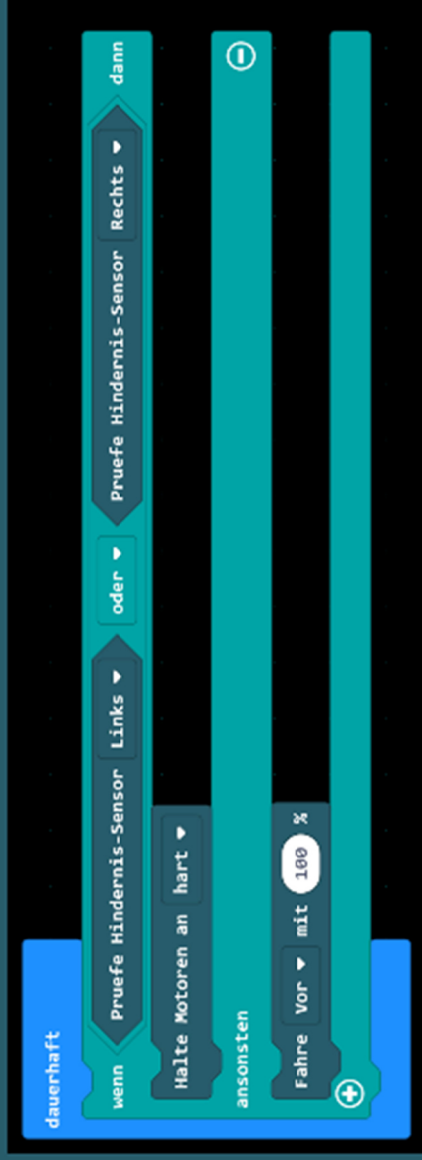 dauerhaft
wenn Pruefe Hindernis-Sensor Links oder Pruefe Hindernis-Sensor Rechts dann
Halte Motoren an hart
ansonsten
Fahre Vor mit 100 %